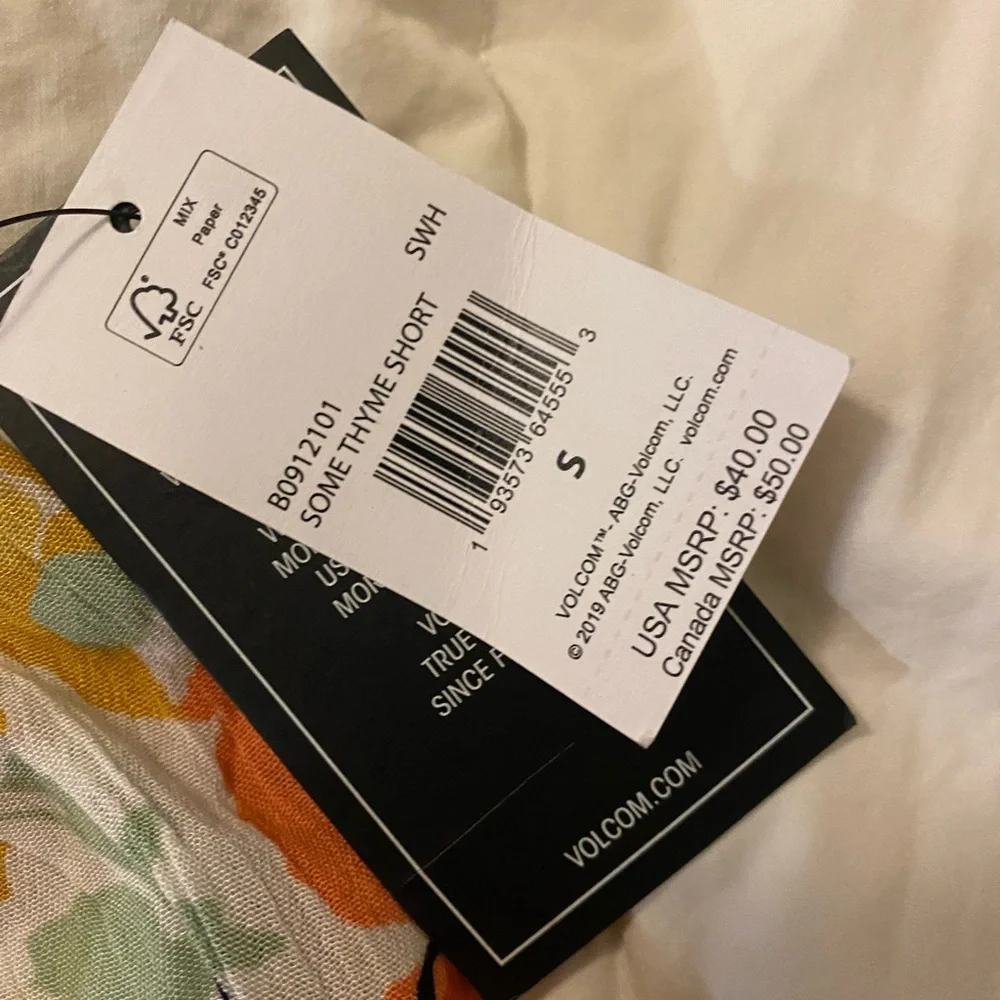 MIX
Paper
FSC® C012345
FSC
SWH
B0912101
SOME THYME SHORT
1 93573 64555 3
S
VOLCOM™ - ABG-Volcom, LLC.
©2019 ABG-Volcom, LLC. volcom.com
USA MSRP: $40.00
Canada MSRP: $50.00
TRUE
SINCE
VOLCOM.COM